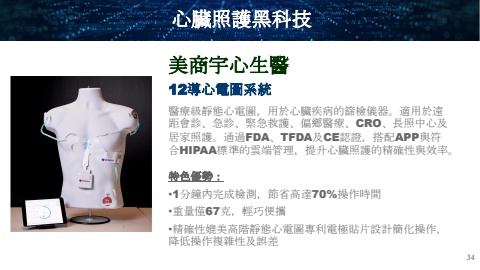 心臟照護黑科技
美商宇心生醫
12導心電圖系統
醫療級靜態心電圖，用於心臟疾病的篩檢儀器。適用於遠
距會診、急診、緊急救護、偏鄉醫療、CRO、長照中心及
居家照護。通過FDA、TFDA及CE認證，搭配APP與符
合HIPAA標準的雲端管理，提升心臟照護的精確性與效率。
特色優勢：
•1分鐘內完成檢測，節省高達70%操作時間
•重量僅67克，輕巧便攜
•精確性媲美高階靜態心電圖專利電極貼片設計簡化操作，
降低操作複雜性及誤差
34